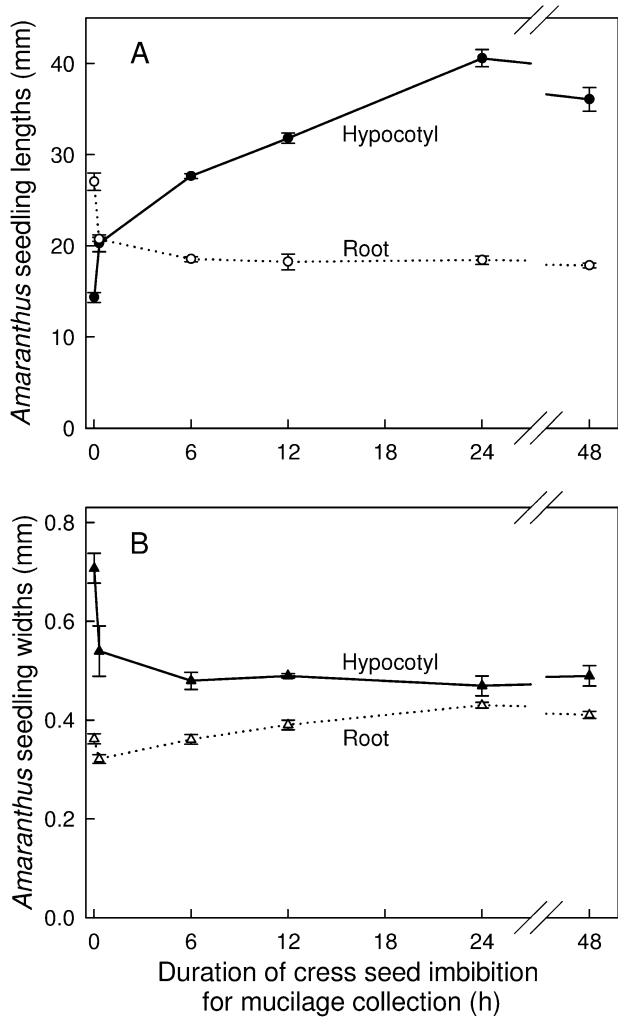 A
Amaranthus seedling lengths (mm)
40
30
20
10
0
Hypocotyl
Root
0 6 12 24 48
B
Amaranthus seedling widths (mm)
0.8
0.6
0.4
0.2
0.0
Hypocotyl
Root
0 6 12 24 48
Duration of cress seed imbibition
for mucilage collection (h)